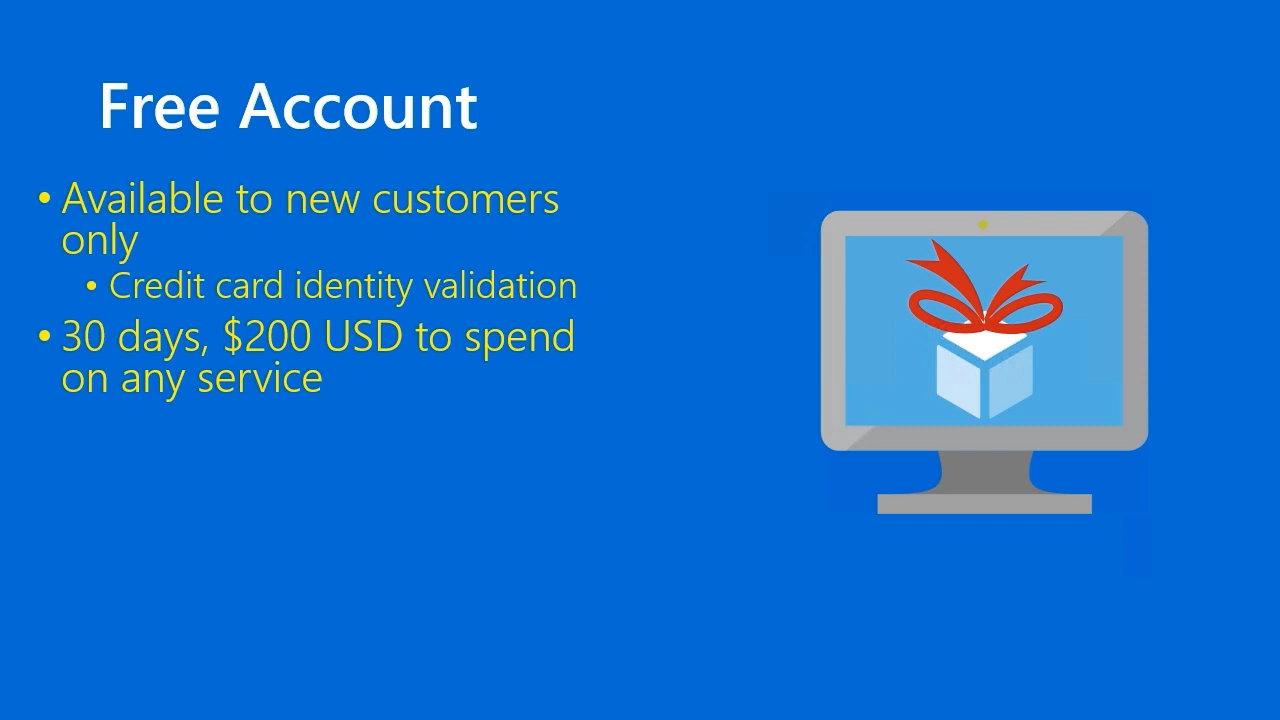 Free Account
• Available to new customers
only
• Credit card identity validation
• 30 days, $200 USD to spend
on any service